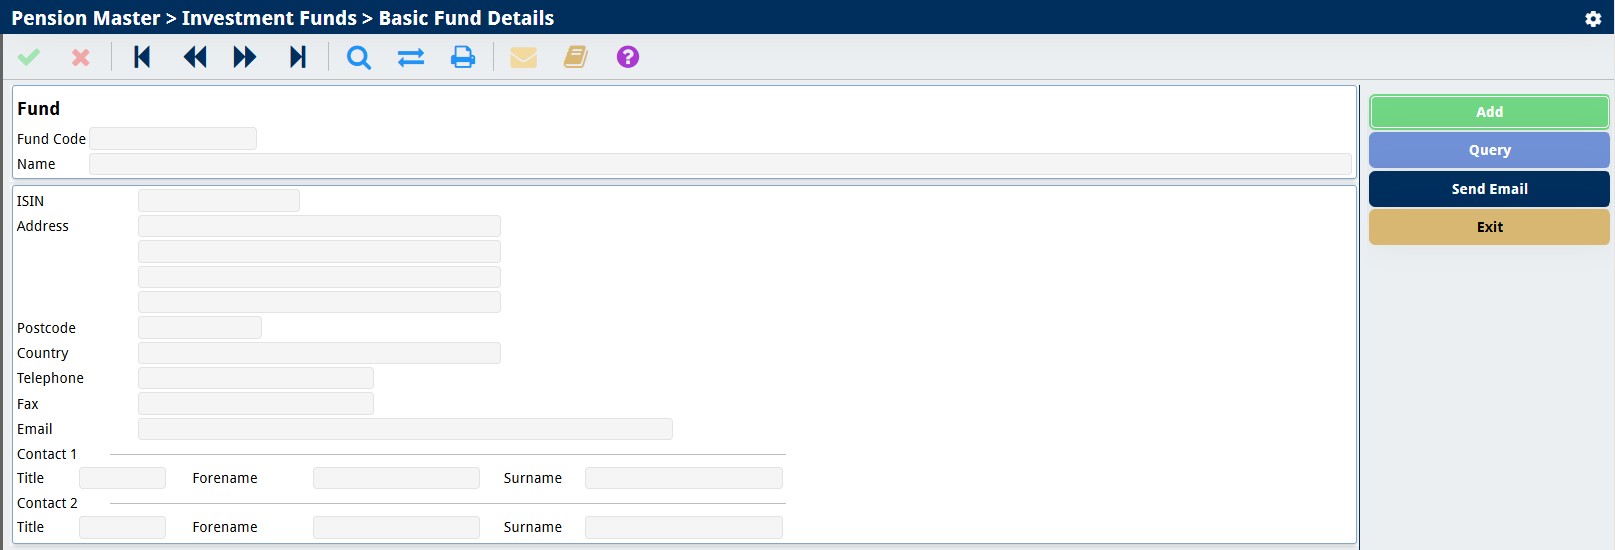 Pension Master > Investment Funds > Basic Fund Details
?
Fund
Fund Code
Name
ISIN
Address
Postcode
Country
Telephone
Fax
Email
Contact 1
Title Forename Surname
Contact 2
Title Forename Surname
Add
Query
Send Email
Exit